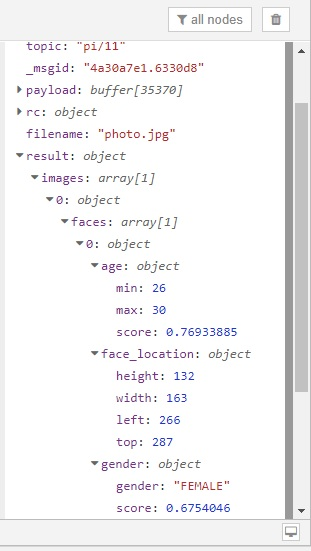 all nodes
topic: "pi/11"
_msgid: "4a30a7e1.6330d8"
payload: buffer[35370]
rc: object
filename: "photo.jpg"
result: object
images: array[1]
0: object
faces: array[1]
0: object
age: object
min: 26
max: 30
score: 0.76933885
face_location: object
height: 132
width: 163
left: 266
top: 287
gender: object
gender: "FEMALE"
score: 0.6754046